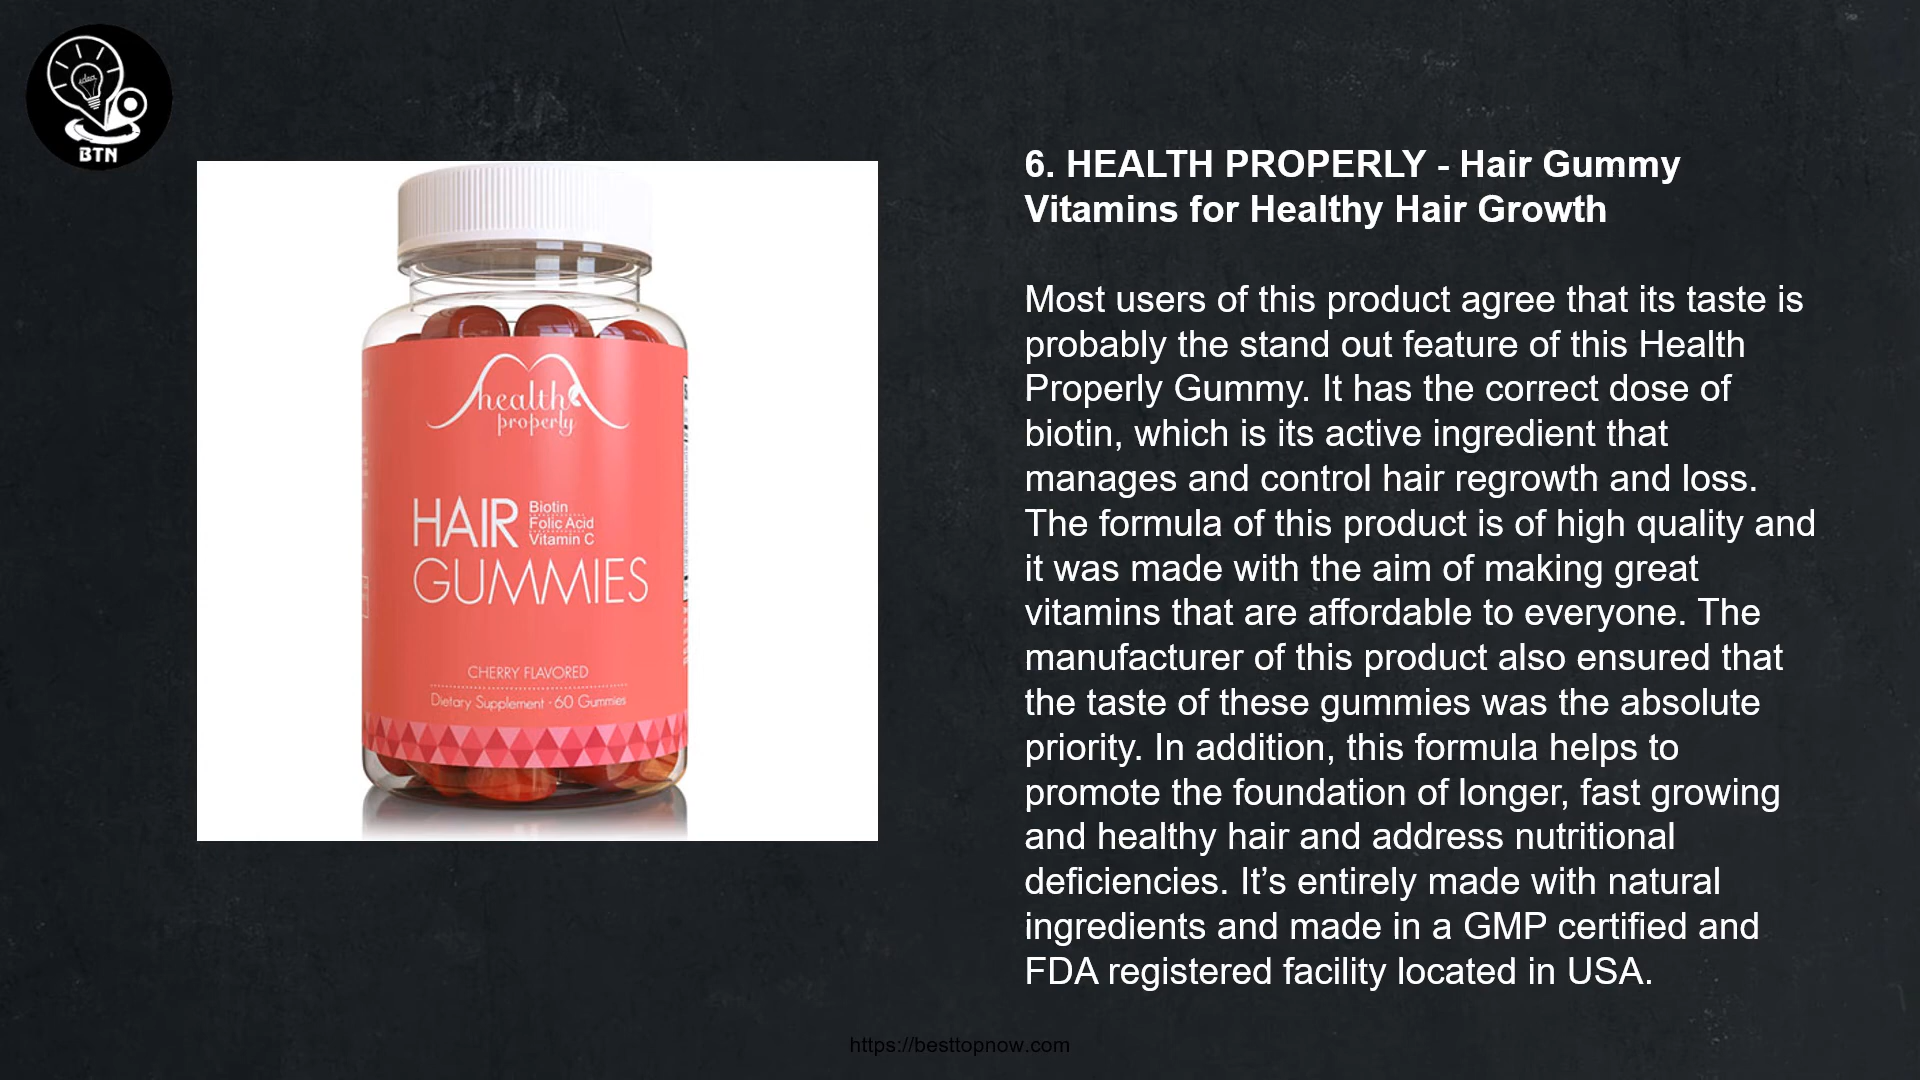 idea
BTN
6. HEALTH PROPERLY - Hair Gummy
Vitamins for Healthy Hair Growth
Most users of this product agree that its taste is
probably the stand out feature of this Health
Properly Gummy. It has the correct dose of
biotin, which is its active ingredient that
manages and control hair regrowth and loss.
The formula of this product is of high quality and
it was made with the aim of making great
vitamins that are affordable to everyone. The
manufacturer of this product also ensured that
the taste of these gummies was the absolute
priority. In addition, this formula helps to
promote the foundation of longer, fast growing
and healthy hair and address nutritional
deficiencies. It’s entirely made with natural
ingredients and made in a GMP certified and
FDA registered facility located in USA.
health
properly
HAIR
Biotin
Folic Acid
Vitamin C
GUMMIES
CHERRY FLAVORED
Dietary Supplement · 60 Gummies
https://besttopnow.com